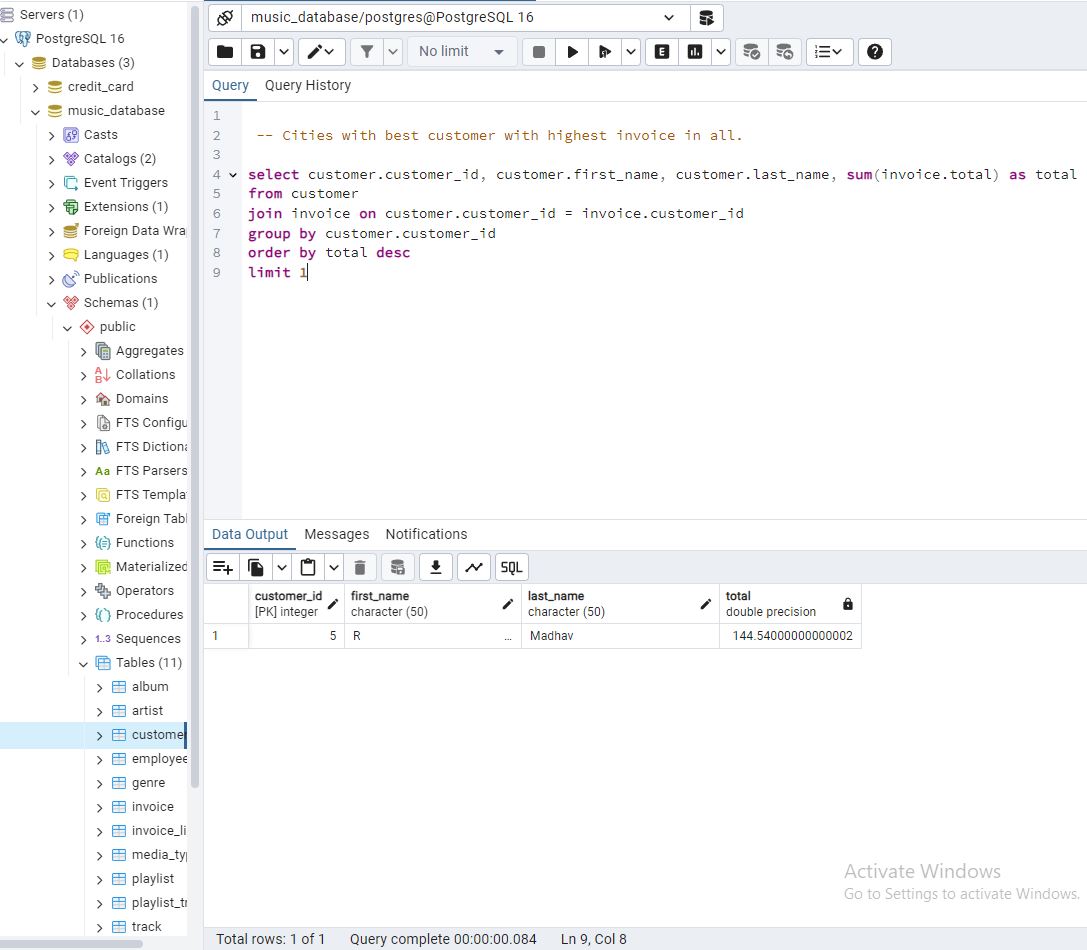 Servers (1)
PostgreSQL 16
Databases (3)
credit_card
music_database
Casts
Catalogs (2)
Event Triggers
Extensions (1)
Foreign Data Wra
Languages (1)
Publications
Schemas (1)
public
Aggregates
Collations
Domains
FTS Configu
FTS Dictiona
Aa FTS Parsers
FTS Templa
Foreign Tabl
Functions
Materialized
Operators
Procedures
1..3 Sequences
Tables (11)
album
artist
customer
employee
genre
invoice
invoice_li
media_typ
playlist
playlist_tr
track
music_database/postgres@PostgreSQL 16
No limit
E
Query Query History
1
2 -- Cities with best customer with highest invoice in all.
3
4 select customer.customer_id, customer.first_name, customer.last_name, sum(invoice.total) as total
5 from customer
6 join invoice on customer.customer_id = invoice.customer_id
7 group by customer.customer_id
8 order by total desc
9 limit 1
Data Output Messages Notifications
SQL
customer_id first_name last_name total
[PK] integer character (50) character (50) double precision
1 5 R ... Madhav 144.54000000000002
Activate Windows
Go to Settings to activate Windows.
Total rows: 1 of 1 Query complete 00:00:00.084 Ln 9, Col 8